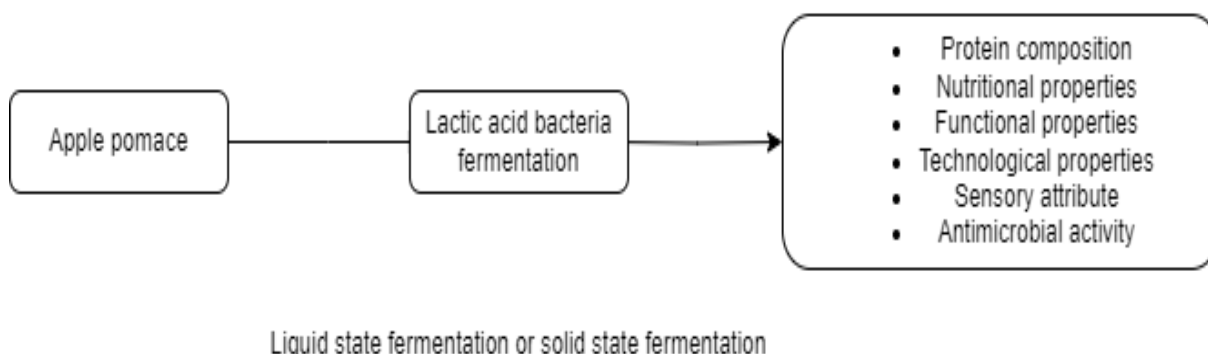 Apple pomace
Lactic acid bacteria
fermentation
• Protein composition
• Nutritional properties
• Functional properties
• Technological properties
• Sensory attribute
• Antimicrobial activity
Liquid state fermentation or solid state fermentation